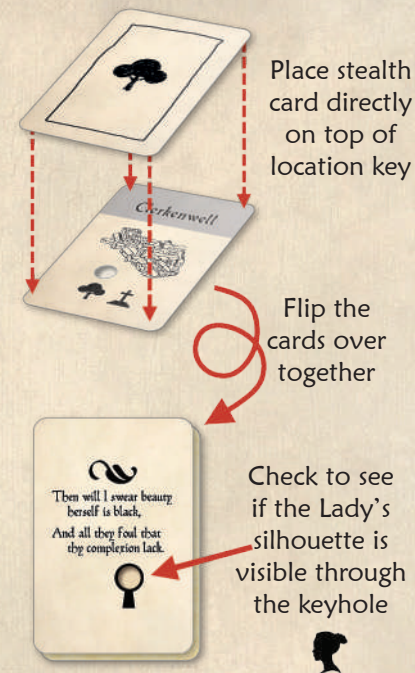 Place stealth
card directly
on top of
location key
Clerkenwell
Flip the
cards over
together
Then will I swear beauty
herself is black,
And all they foul that
thy complexion lack.
Check to see
if the Lady's
silhouette is
visible through
the keyhole